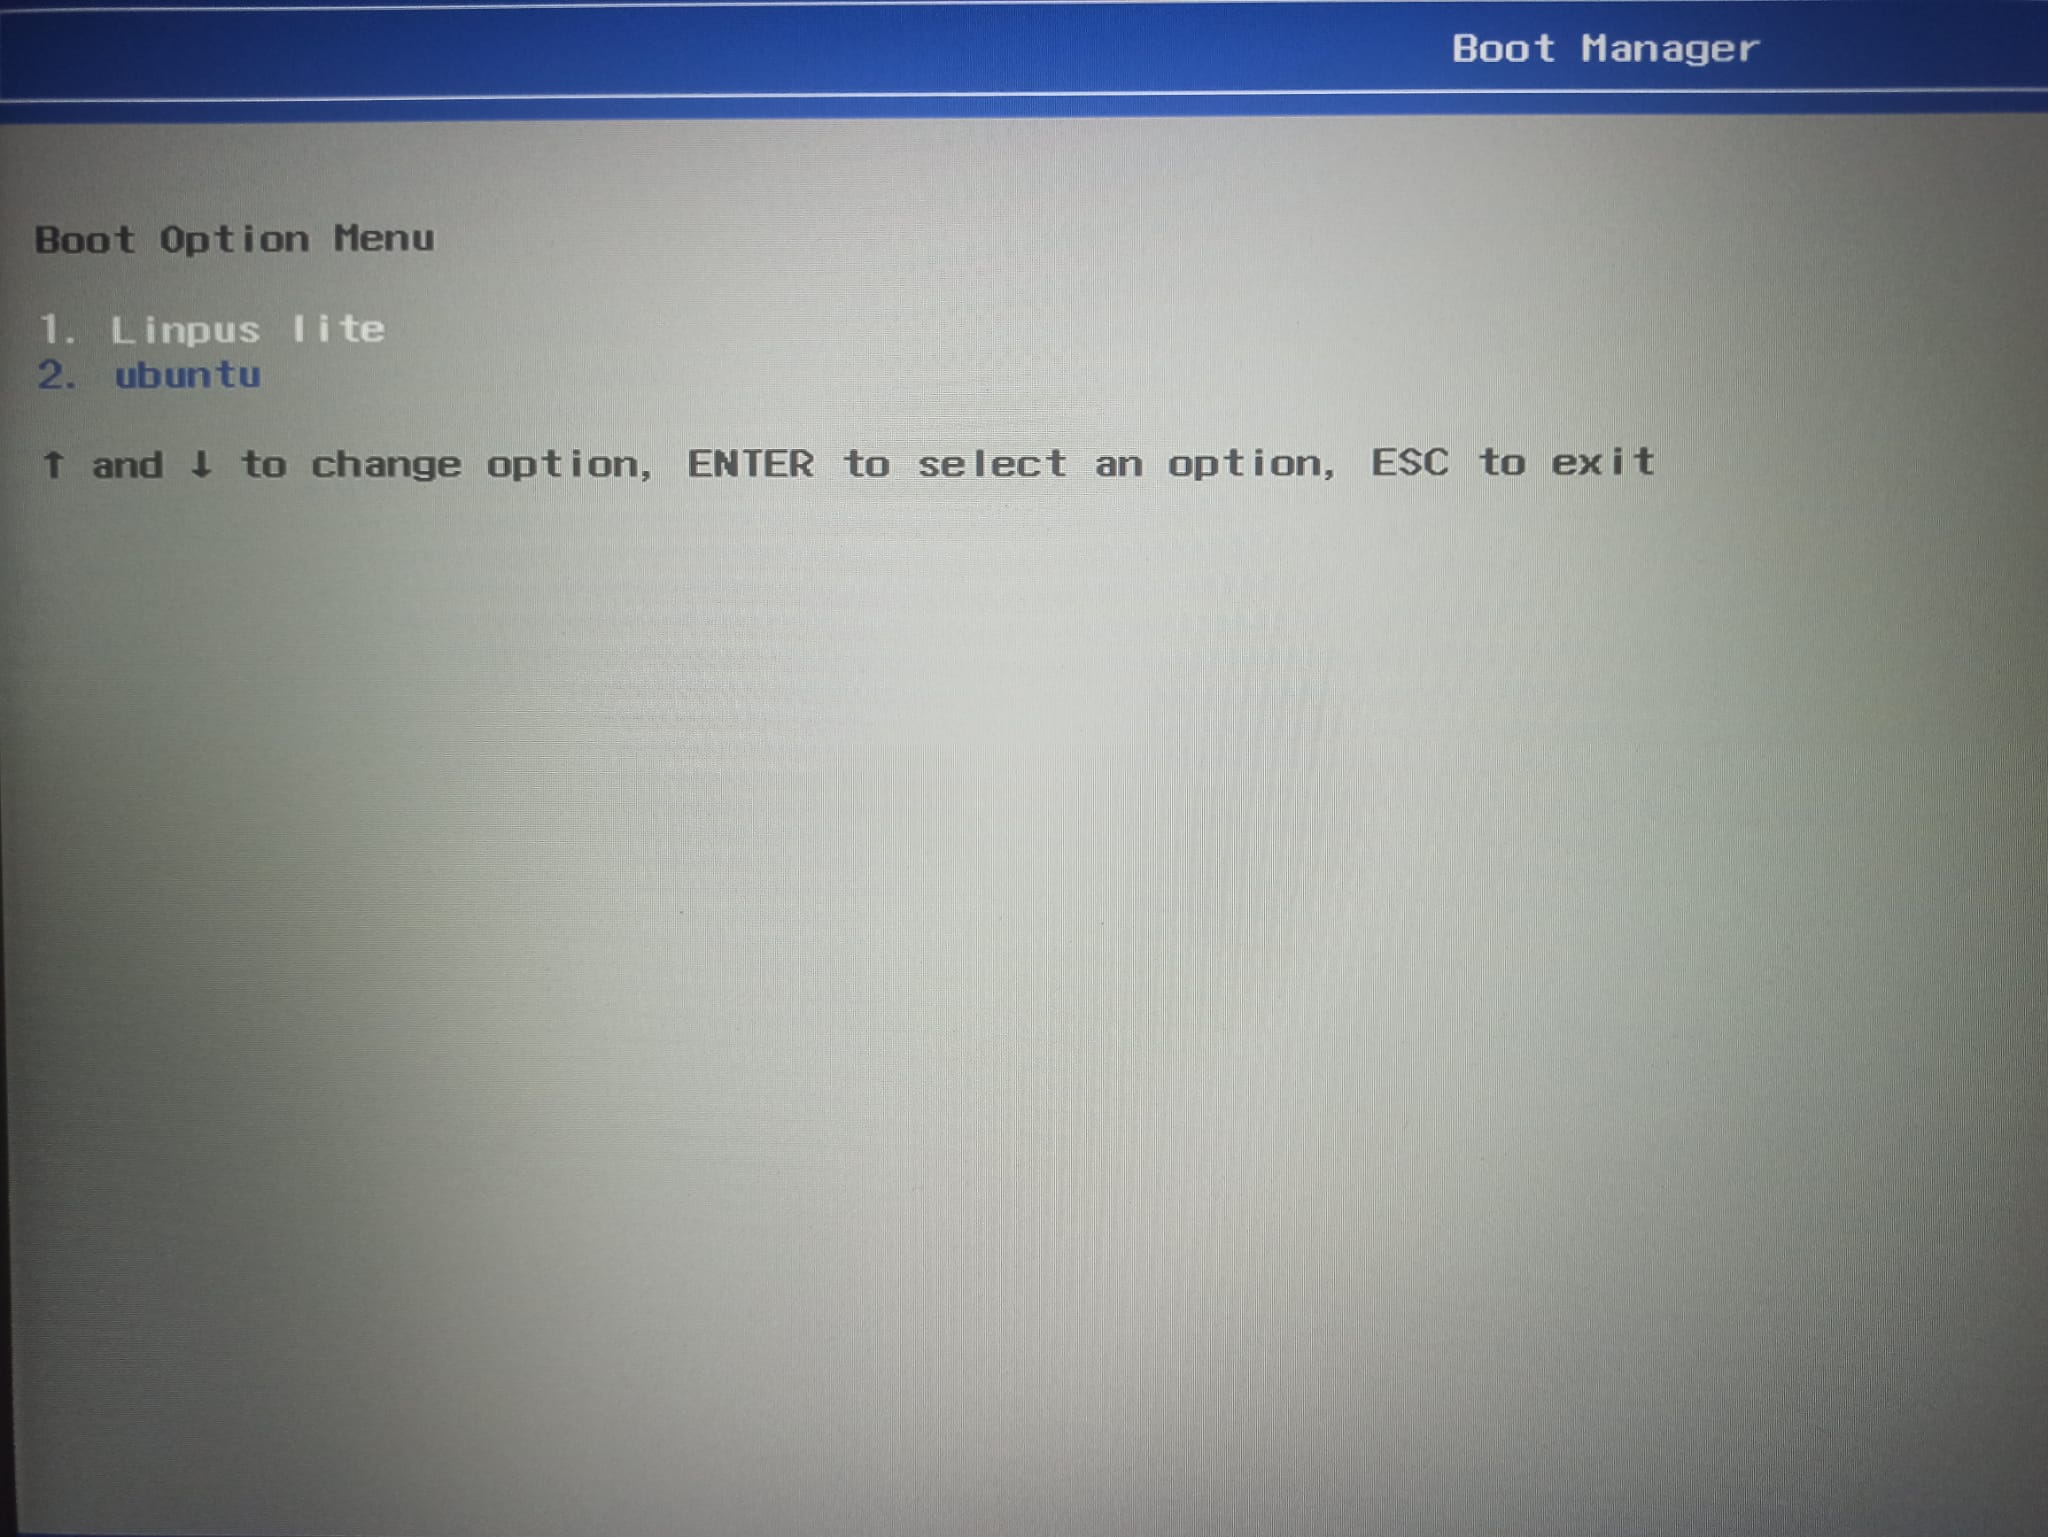 Boot Manager
Boot Option Menu
1. Linpus lite
2. ubuntu
↑ and ↓ to change option, ENTER to select an option, ESC to exit